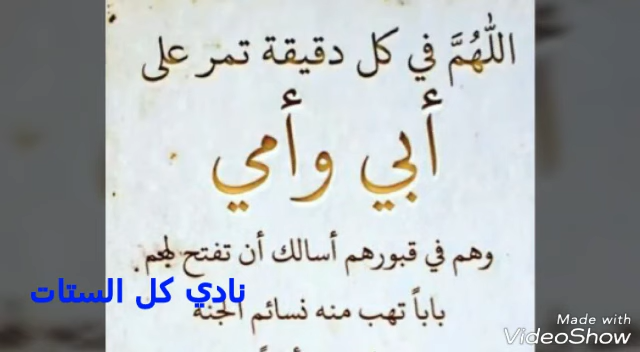 اللّٰهُمَّ في كل دقيقة تمر على
أبي وأمي
وهم في قبورهم أسالك أن تفتح لهم
نادي كل الستات
باباً تهب منه نسائم الجنة
Made with
VideoShow